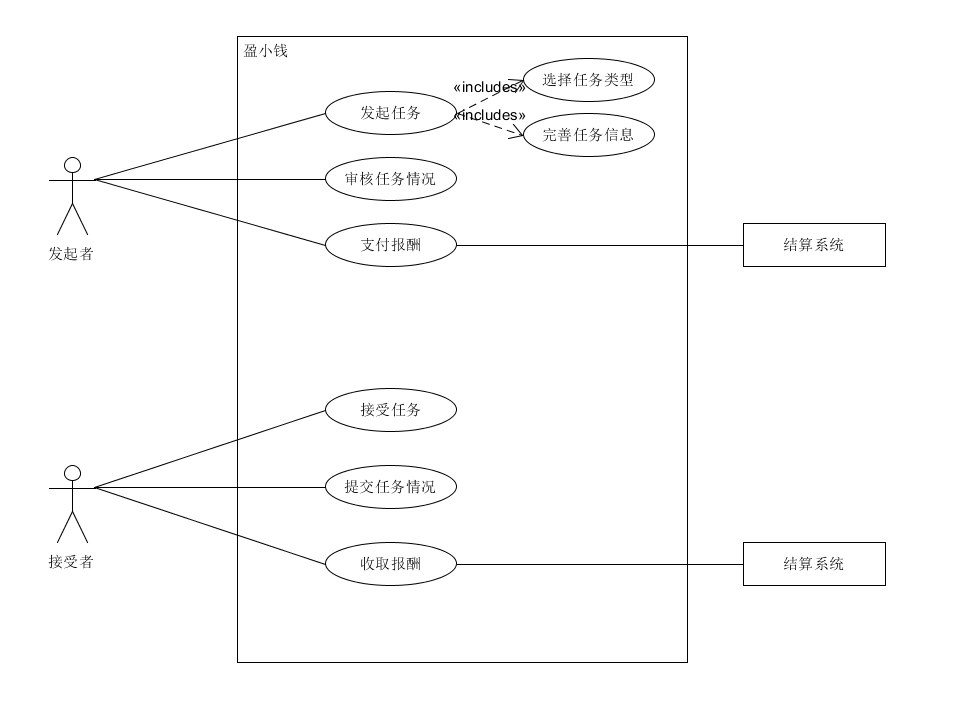 盈小钱
选择任务类型
«includes»
发起任务
«includes»
完善任务信息
审核任务情况
发起者
支付报酬
结算系统
接受任务
提交任务情况
接受者
收取报酬
结算系统